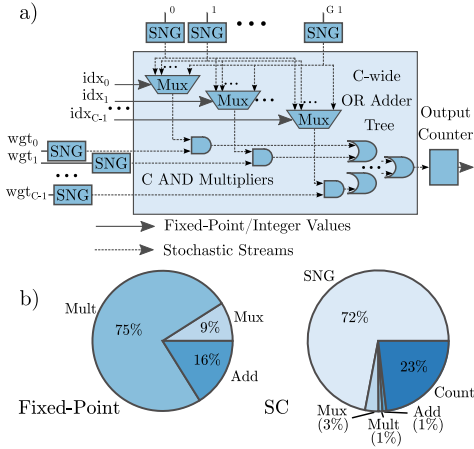 a)
0 1 G 1
SNG SNG SNG
idx0
idx1
idxC-1
Mux
Mux
Mux
C-wide
OR Adder
Tree
Output
Counter
wgt0
wgt1
wgtC-1
SNG
SNG
SNG
C AND Multipliers
Fixed-Point/Integer Values
Stochastic Streams
b)
Mult
75%
Mux
9%
16%
Add
Fixed-Point
SNG
72%
23%
Count
Mux
(3%)
Mult
(1%)
Add
(1%)
SC